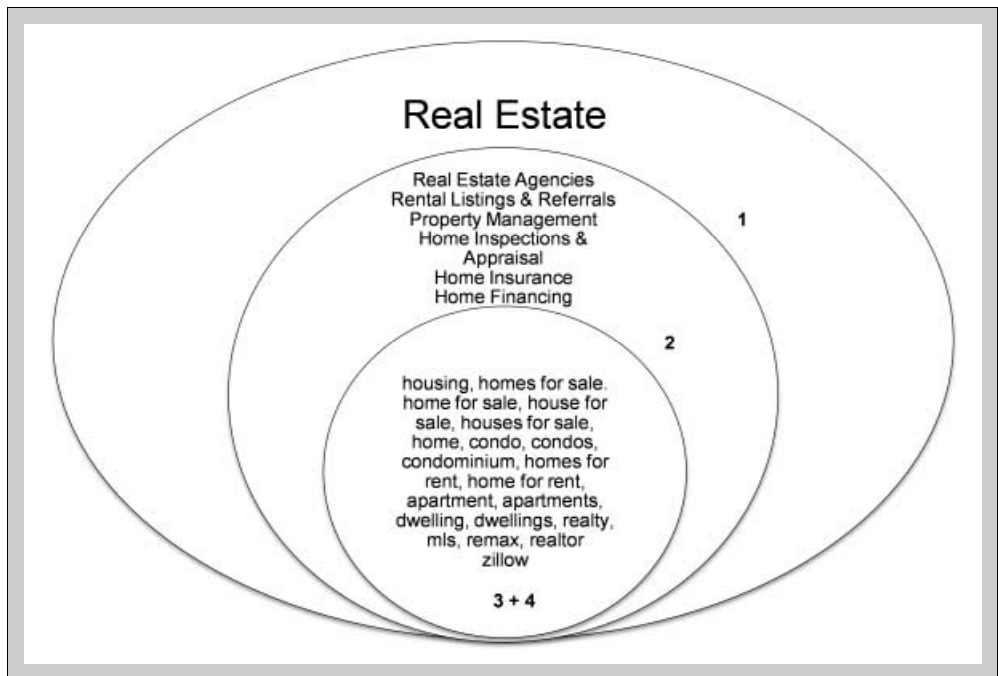 Real Estate
Real Estate Agencies
Rental Listings & Referrals
Property Management
Home Inspections &
Appraisal
Home Insurance
Home Financing
1
2
housing, homes for sale.
home for sale, house for
sale, houses for sale,
home, condo, condos,
condominium, homes for
rent, home for rent,
apartment, apartments,
dwelling, dwellings, realty,
mls, remax, realtor
zillow
3 + 4